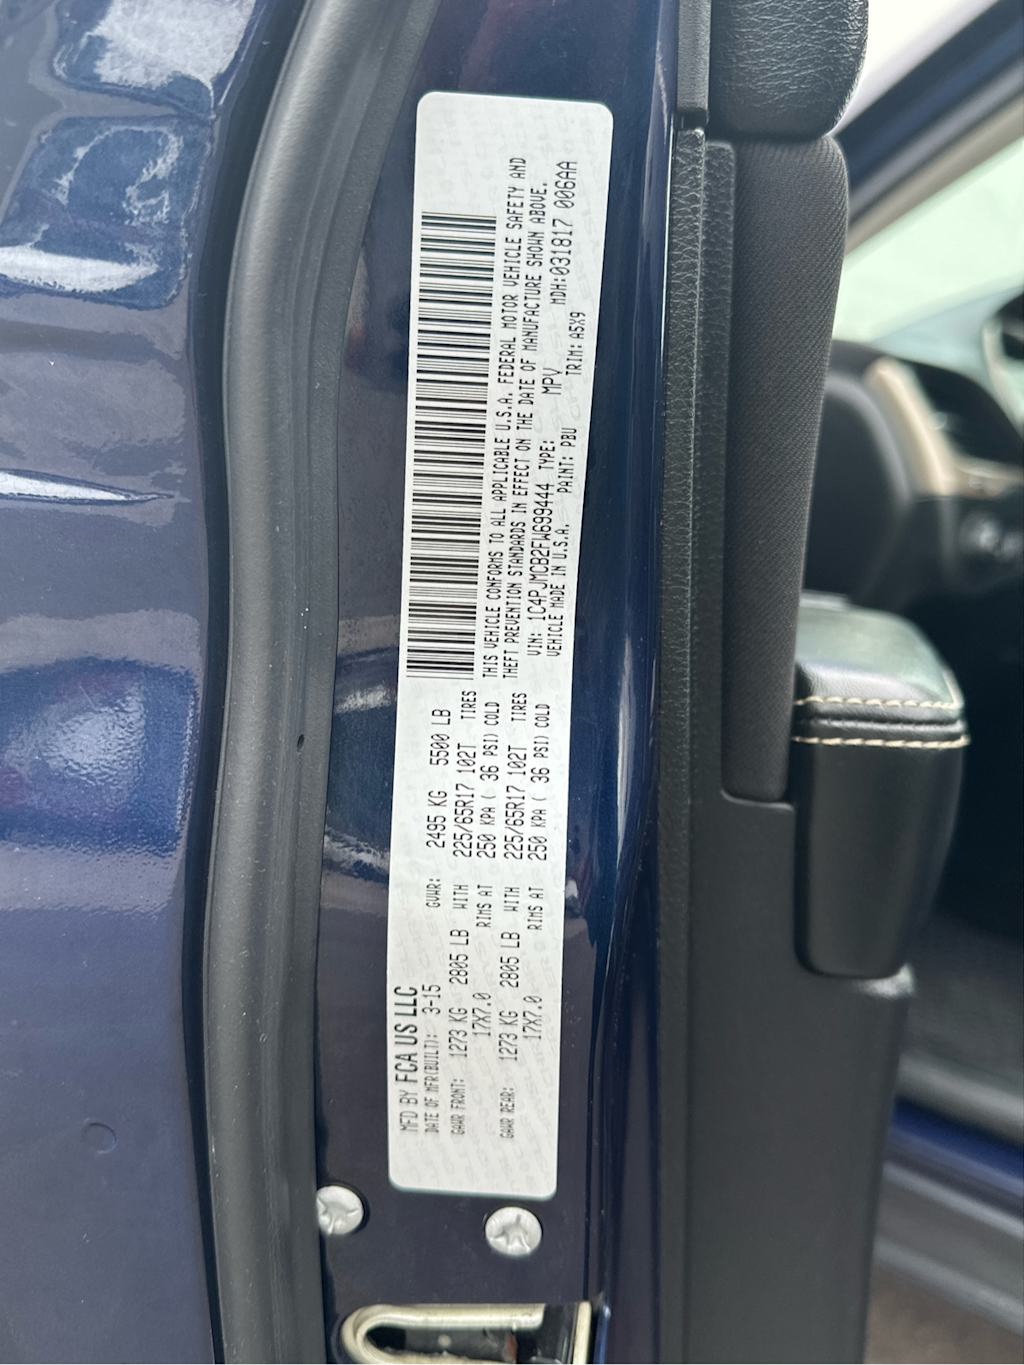 MFD BY FCA US LLC
DATE OF MFR(BUILT): 3-15 GVWR: 2495 KG 5500 LB
GAWR FRONT: 1273 KG 2805 LB WITH 225/65R17 102T TIRES
17X7.0 RIMS AT 250 KPA ( 36 PSI) COLD
GAWR REAR: 1273 KG 2805 LB WITH 225/65R17 102T TIRES
17X7.0 RIMS AT 250 KPA ( 36 PSI) COLD
THIS VEHICLE CONFORMS TO ALL APPLICABLE U.S.A. FEDERAL MOTOR VEHICLE SAFETY AND
THEFT PREVENTION STANDARDS IN EFFECT ON THE DATE OF MANUFACTURE SHOWN ABOVE.
VIN: 1C4PJMCB2FW699444 TYPE: MPV MDH:031817 006AA
VEHICLE MADE IN U.S.A. PAINT: PBU TRIM: A5X9